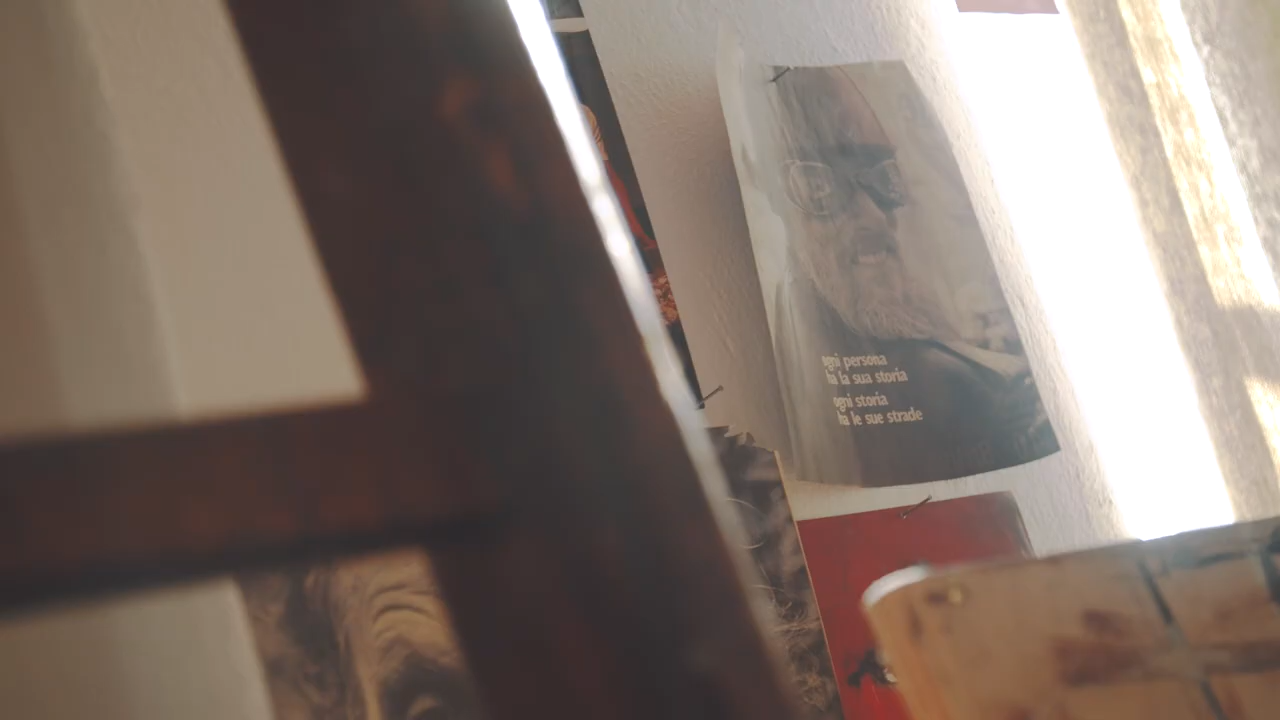 ogni persona
ha la sua storia
ogni storia
ha le sue strade